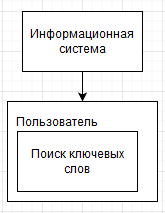 Информационная
система
Пользователь
Поиск ключевых
слов